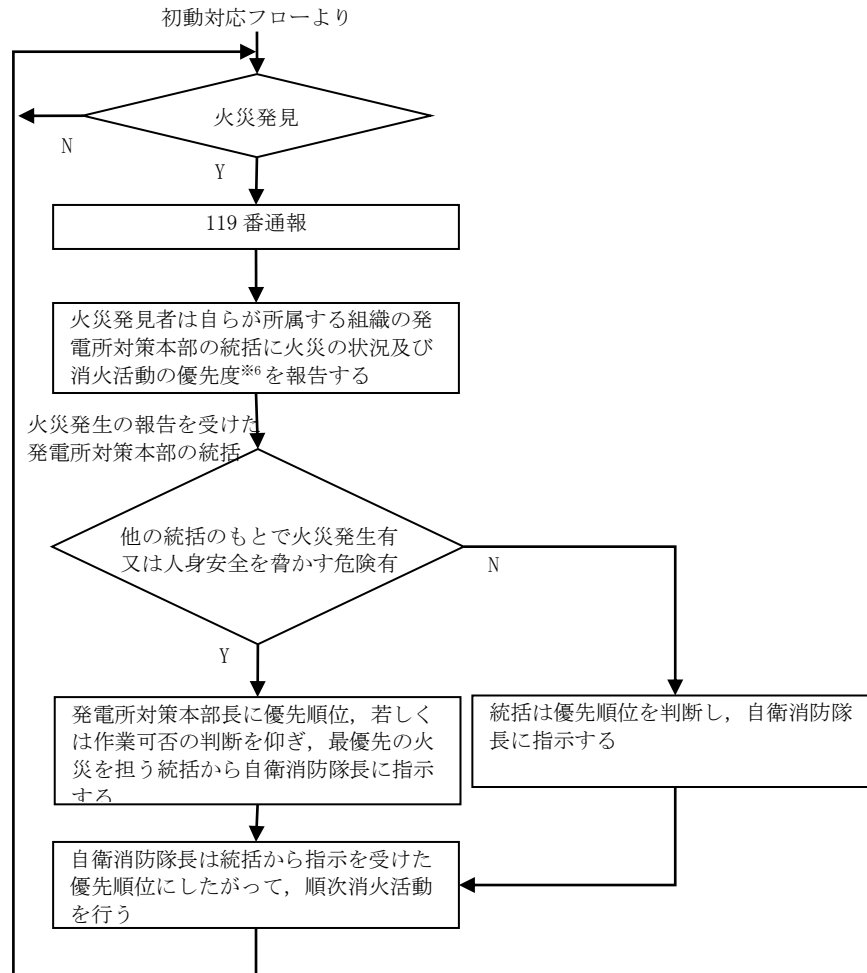 初動対応フローより
火災発見
N
Y
119 番通報
火災発見者は自らが所属する組織の発
電所対策本部の統括に火災の状況及び
消火活動の優先度※6を報告する
火災発生の報告を受けた
発電所対策本部の統括
他の統括のもとで火災発生有
又は人身安全を脅かす危険有
N
Y
発電所対策本部長に優先順位，若しく
は作業可否の判断を仰ぎ，最優先の火
災を担う統括から自衛消防隊長に指示
する
統括は優先順位を判断し，自衛消防隊
長に指示する
自衛消防隊長は統括から指示を受けた
優先順位にしたがって，順次消火活動
を行う